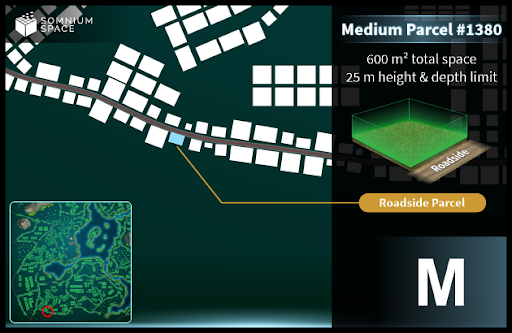 SOMNIUM
SPACE
Medium Parcel #1380
600 m² total space
25 m height & depth limit
Roadside
Roadside Parcel
M